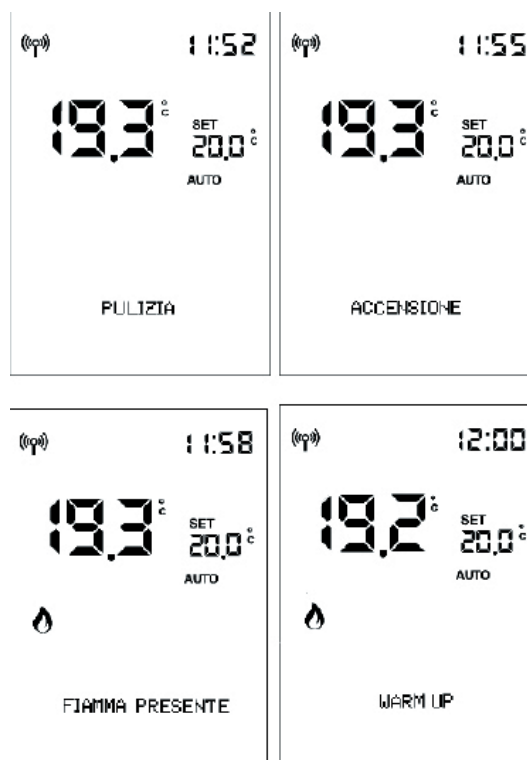 11:52
19.3 °C
SET
20.0 °C
AUTO
PULIZIA
11:55
19.3 °C
SET
20.0 °C
AUTO
ACCENSIONE
11:58
19.3 °C
SET
20.0 °C
AUTO
FIAMMA PRESENTE
12:00
19.2 °C
SET
20.0 °C
AUTO
WARM UP